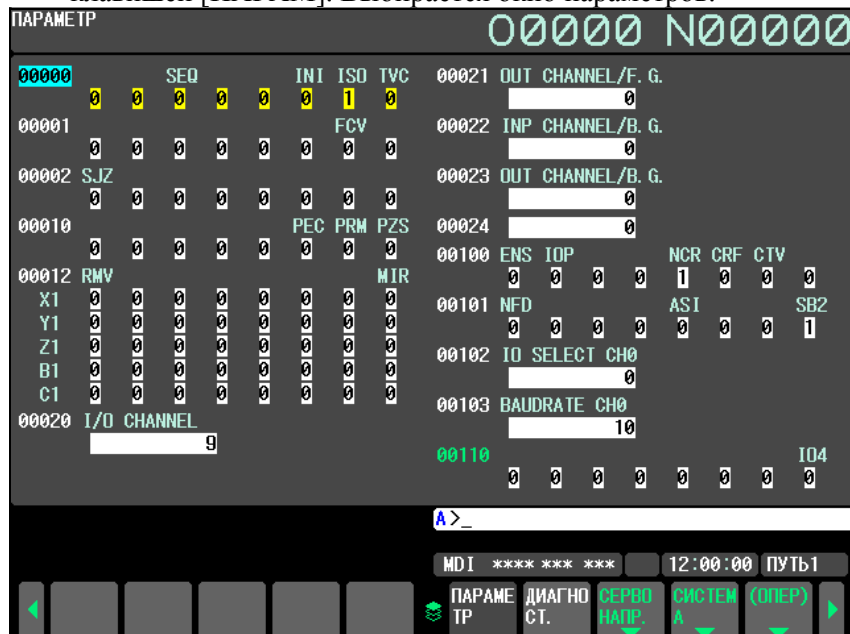 ПАРАМЕТР
O0000 N00000
00000 SEQ INI ISO TVC
0 0 0 0 0 0 1 0
00001 FCV
0 0 0 0 0 0 0 0
00002 SJZ
0 0 0 0 0 0 0 0
00010 PEC PRM PZS
0 0 0 0 0 0 0 0
00012 RMV MIR
X1 0 0 0 0 0 0 0 0
Y1 0 0 0 0 0 0 0 0
Z1 0 0 0 0 0 0 0 0
B1 0 0 0 0 0 0 0 0
C1 0 0 0 0 0 0 0 0
00020 I/O CHANNEL
9
00021 OUT CHANNEL/F.G.
0
00022 INP CHANNEL/B.G.
0
00023 OUT CHANNEL/B.G.
0
00024 0
00100 ENS IOP NCR CRF CTV
0 0 0 0 1 0 0 0
00101 NFD ASI SB2
0 0 0 0 0 0 0 1
00102 IO SELECT CH0
0
00103 BAUDRATE CH0
10
00110 IO4
0 0 0 0 0 0 0 0
A>_
MDI **** *** *** 12:00:00 ПУТЬ1
ПАРАМЕ ДИАГНО СЕРВО СИСТЕМ (ОПЕР)
ТР СТ. НАПР. А